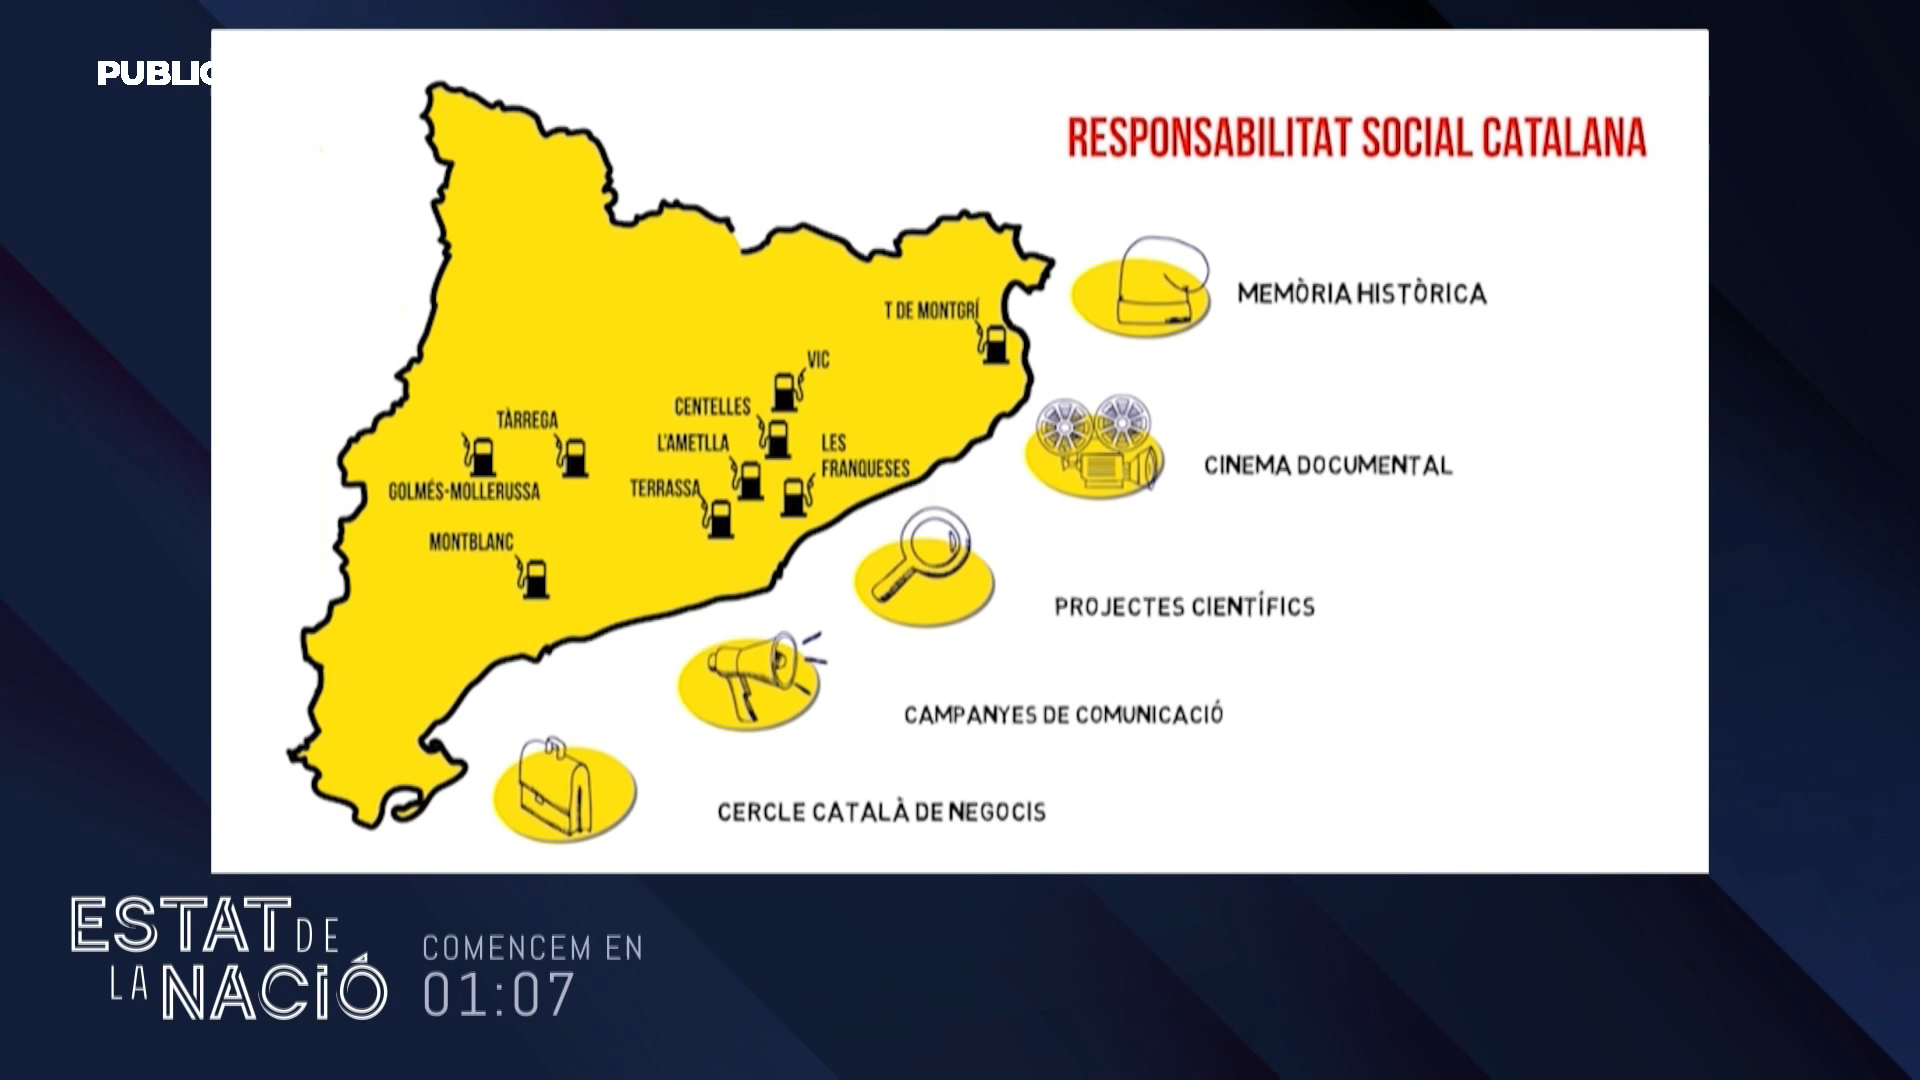 PUBLIC
RESPONSABILITAT SOCIAL CATALANA
MEMÒRIA HISTÒRICA
T DE MONTGRÍ
VIC
CENTELLES
TÀRREGA
L'AMETLLA
LES
FRANQUESES
CINEMA DOCUMENTAL
GOLMÉS-MOLLERUSSA
TERRASSA
MONTBLANC
PROJECTES CIENTÍFICS
CAMPANYES DE COMUNICACIÓ
CERCLE CATALÀ DE NEGOCIS
ESTAT DE
LA NACIÓ
COMENCEM EN
01:07